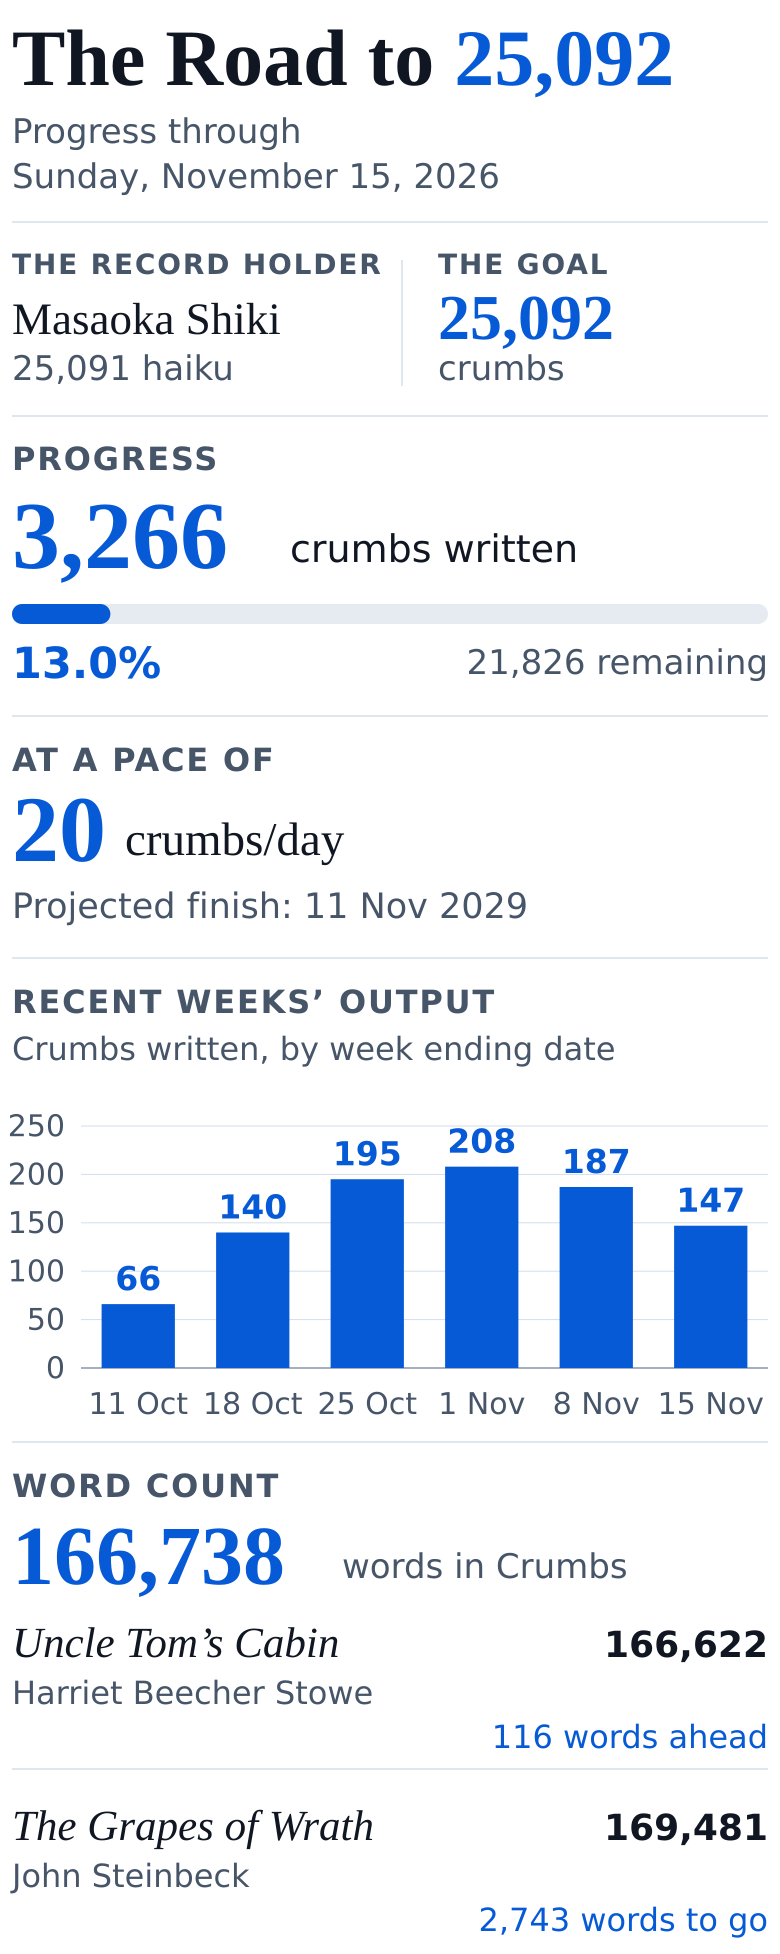 The Road to 25,092
Progress through
Sunday, November 15, 2026
THE RECORD HOLDER
Masaoka Shiki
25,091 haiku
THE GOAL
25,092
crumbs
PROGRESS
3,266 crumbs written
13.0% 21,826 remaining
AT A PACE OF
20 crumbs/day
Projected finish: 11 Nov 2029
RECENT WEEKS’ OUTPUT
Crumbs written, by week ending date
250
200
150
100
50
0
66 140 195 208 187 147
11 Oct 18 Oct 25 Oct 1 Nov 8 Nov 15 Nov
WORD COUNT
166,738 words in Crumbs
Uncle Tom’s Cabin 166,622
Harriet Beecher Stowe
116 words ahead
The Grapes of Wrath 169,481
John Steinbeck
2,743 words to go